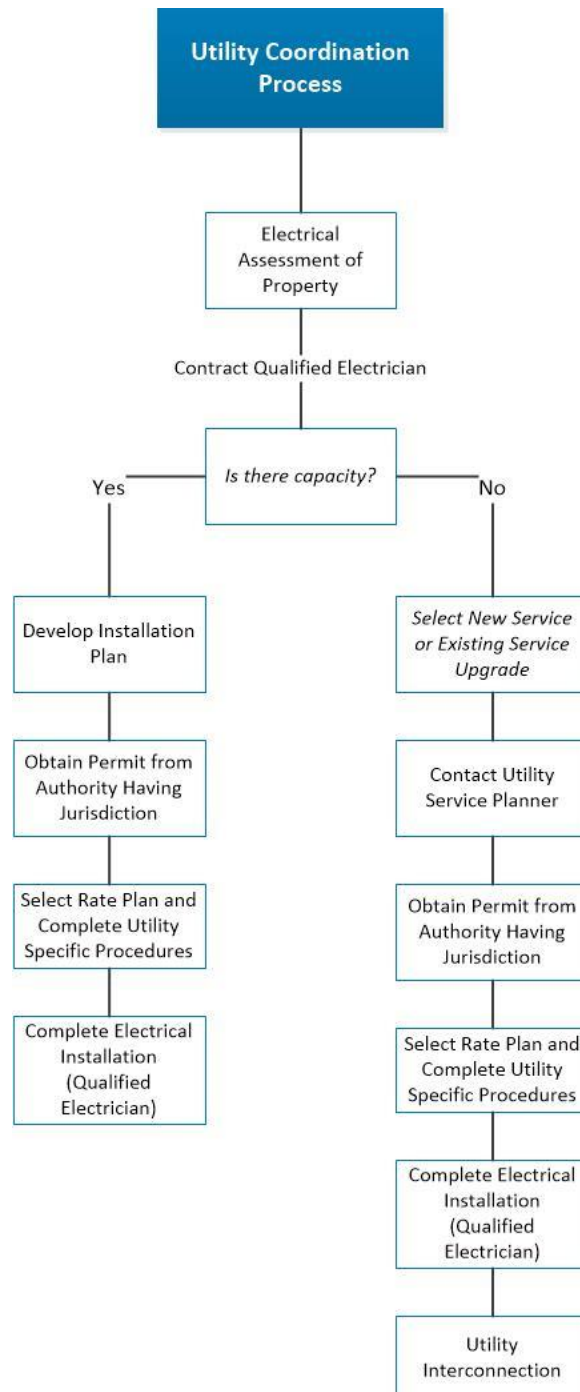 Utility Coordination
Process
Electrical
Assessment of
Property
Contract Qualified Electrician
Is there capacity?
Yes
No
Develop Installation
Plan
Obtain Permit from
Authority Having
Jurisdiction
Select Rate Plan and
Complete Utility
Specific Procedures
Complete Electrical
Installation
(Qualified
Electrician)
Select New Service
or Existing Service
Upgrade
Contact Utility
Service Planner
Obtain Permit from
Authority Having
Jurisdiction
Select Rate Plan and
Complete Utility
Specific Procedures
Complete Electrical
Installation
(Qualified
Electrician)
Utility
Interconnection